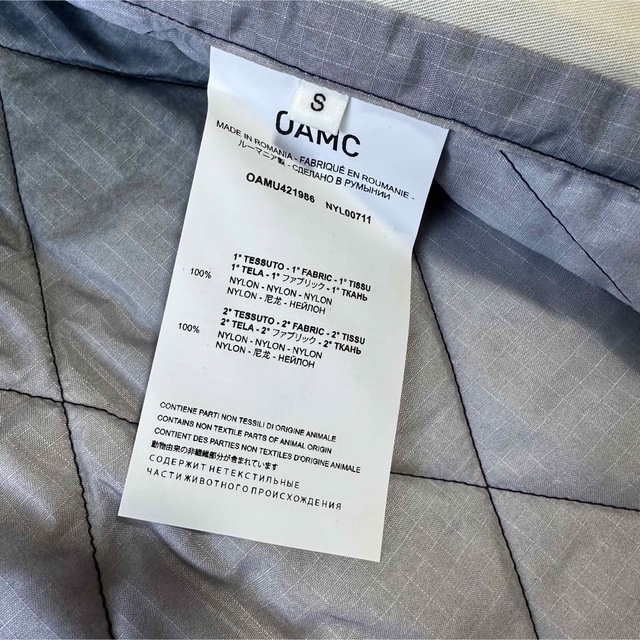 S
OAMC
MADE IN ROMANIA - FABRIQUÉ EN ROUMANIE -
ルーマニア製 - СДЕЛАНО В РУМЫНИИ
OAMU421986 NYL00711
1° TESSUTO - 1° FABRIC - 1° TISSU
1° TELA - 1° ファブリック - 1° ТКАНЬ
100% NYLON - NYLON - NYLON
NYLON - 尼龙 - НЕЙЛОН
2° TESSUTO - 2° FABRIC - 2° TISSU
2° TELA - 2° ファブリック - 2° ТКАНЬ
100% NYLON - NYLON - NYLON
NYLON - 尼龙 - НЕЙЛОН
CONTIENE PARTI NON TESSILI DI ORIGINE ANIMALE
CONTAINS NON TEXTILE PARTS OF ANIMAL ORIGIN
CONTIENT DES PARTIES NON TEXTILES D'ORIGINE ANIMALE
動物由来の非繊維部分が含まれています
СОДЕРЖИТ НЕТЕКСТИЛЬНЫЕ
ЧАСТИ ЖИВОТНОГО ПРОИСХОЖДЕНИЯ